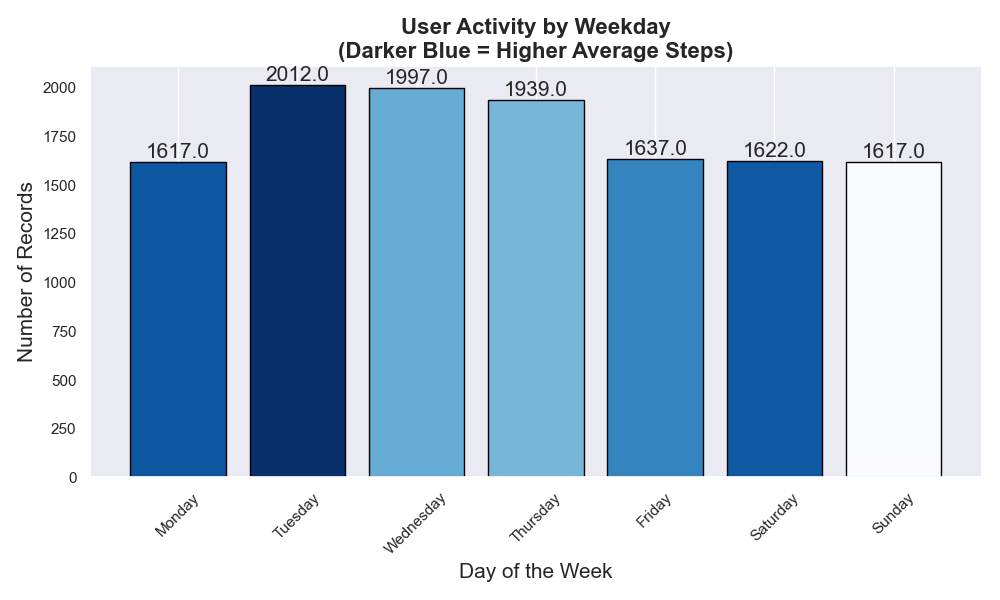 User Activity by Weekday
(Darker Blue = Higher Average Steps)
2012.0
1997.0
1939.0
1617.0
1637.0
1622.0
1617.0
2000
1750
1500
1250
1000
750
500
250
0
Number of Records
Monday
Tuesday
Wednesday
Thursday
Friday
Saturday
Sunday
Day of the Week